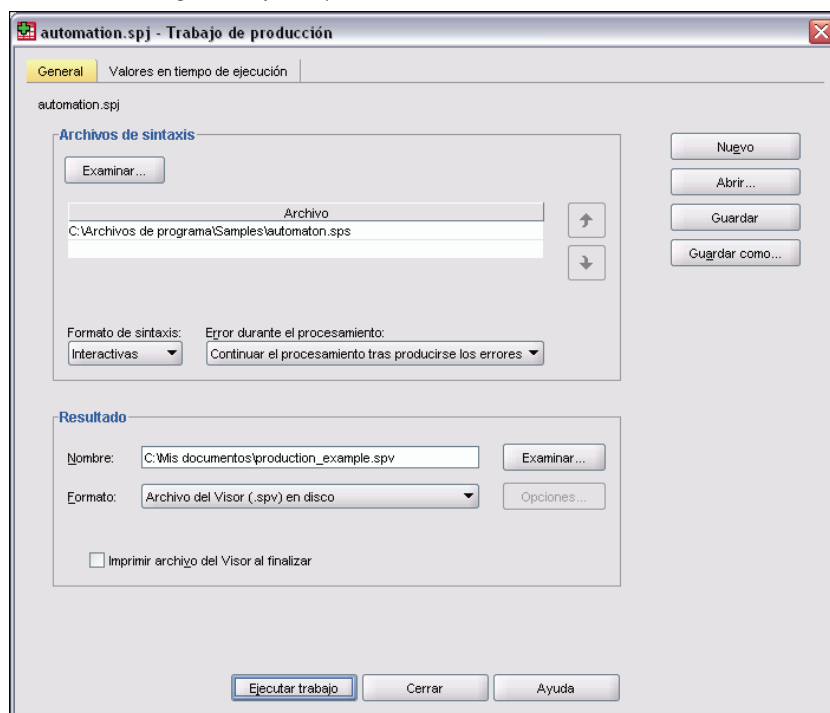 automation.spj - Trabajo de producción
General Valores en tiempo de ejecución
automation.spj
Archivos de sintaxis
Examinar...
Archivo
C:\Archivos de programa\Samples\automaton.sps
Formato de sintaxis: Error durante el procesamiento:
Interactivas Continuar el procesamiento tras producirse los errores
Nuevo
Abrir...
Guardar
Guardar como...
Resultado
Nombre: C:\Mis documentos\production_example.spv Examinar...
Formato: Archivo del Visor (.spv) en disco Opciones...
Imprimir archivo del Visor al finalizar
Ejecutar trabajo Cerrar Ayuda